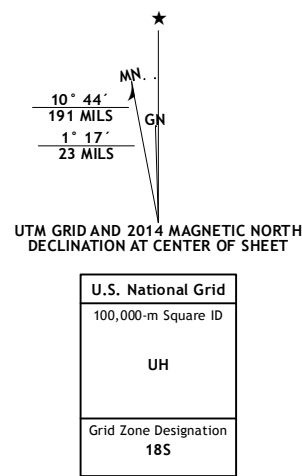 ★
MN
GN
10° 44´
191 MILS
1° 17´
23 MILS
UTM GRID AND 2014 MAGNETIC NORTH
DECLINATION AT CENTER OF SHEET
U.S. National Grid
100,000-m Square ID
UH
Grid Zone Designation
18S